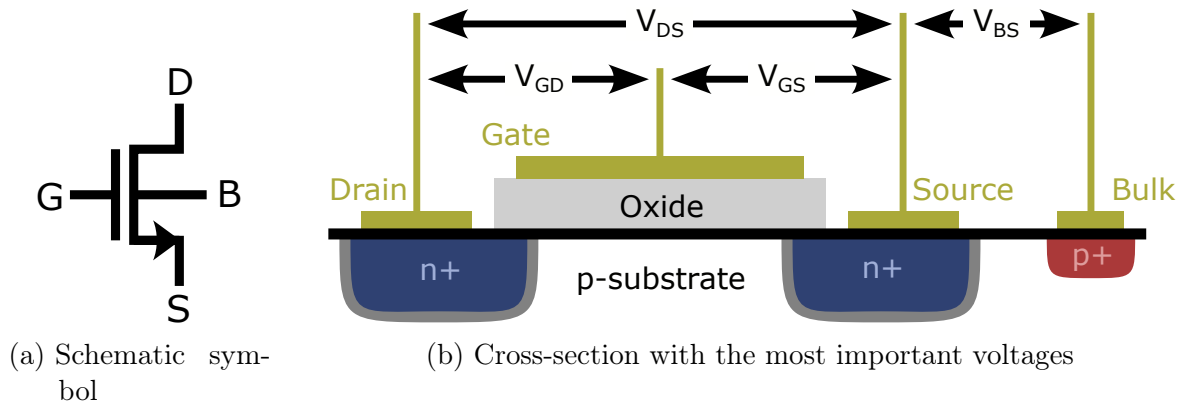 D
G
B
S
(a) Schematic sym-
bol
V_DS
V_BS
V_GD
V_GS
Gate
Drain
Oxide
Source
Bulk
n+
p-substrate
n+
p+
(b) Cross-section with the most important voltages